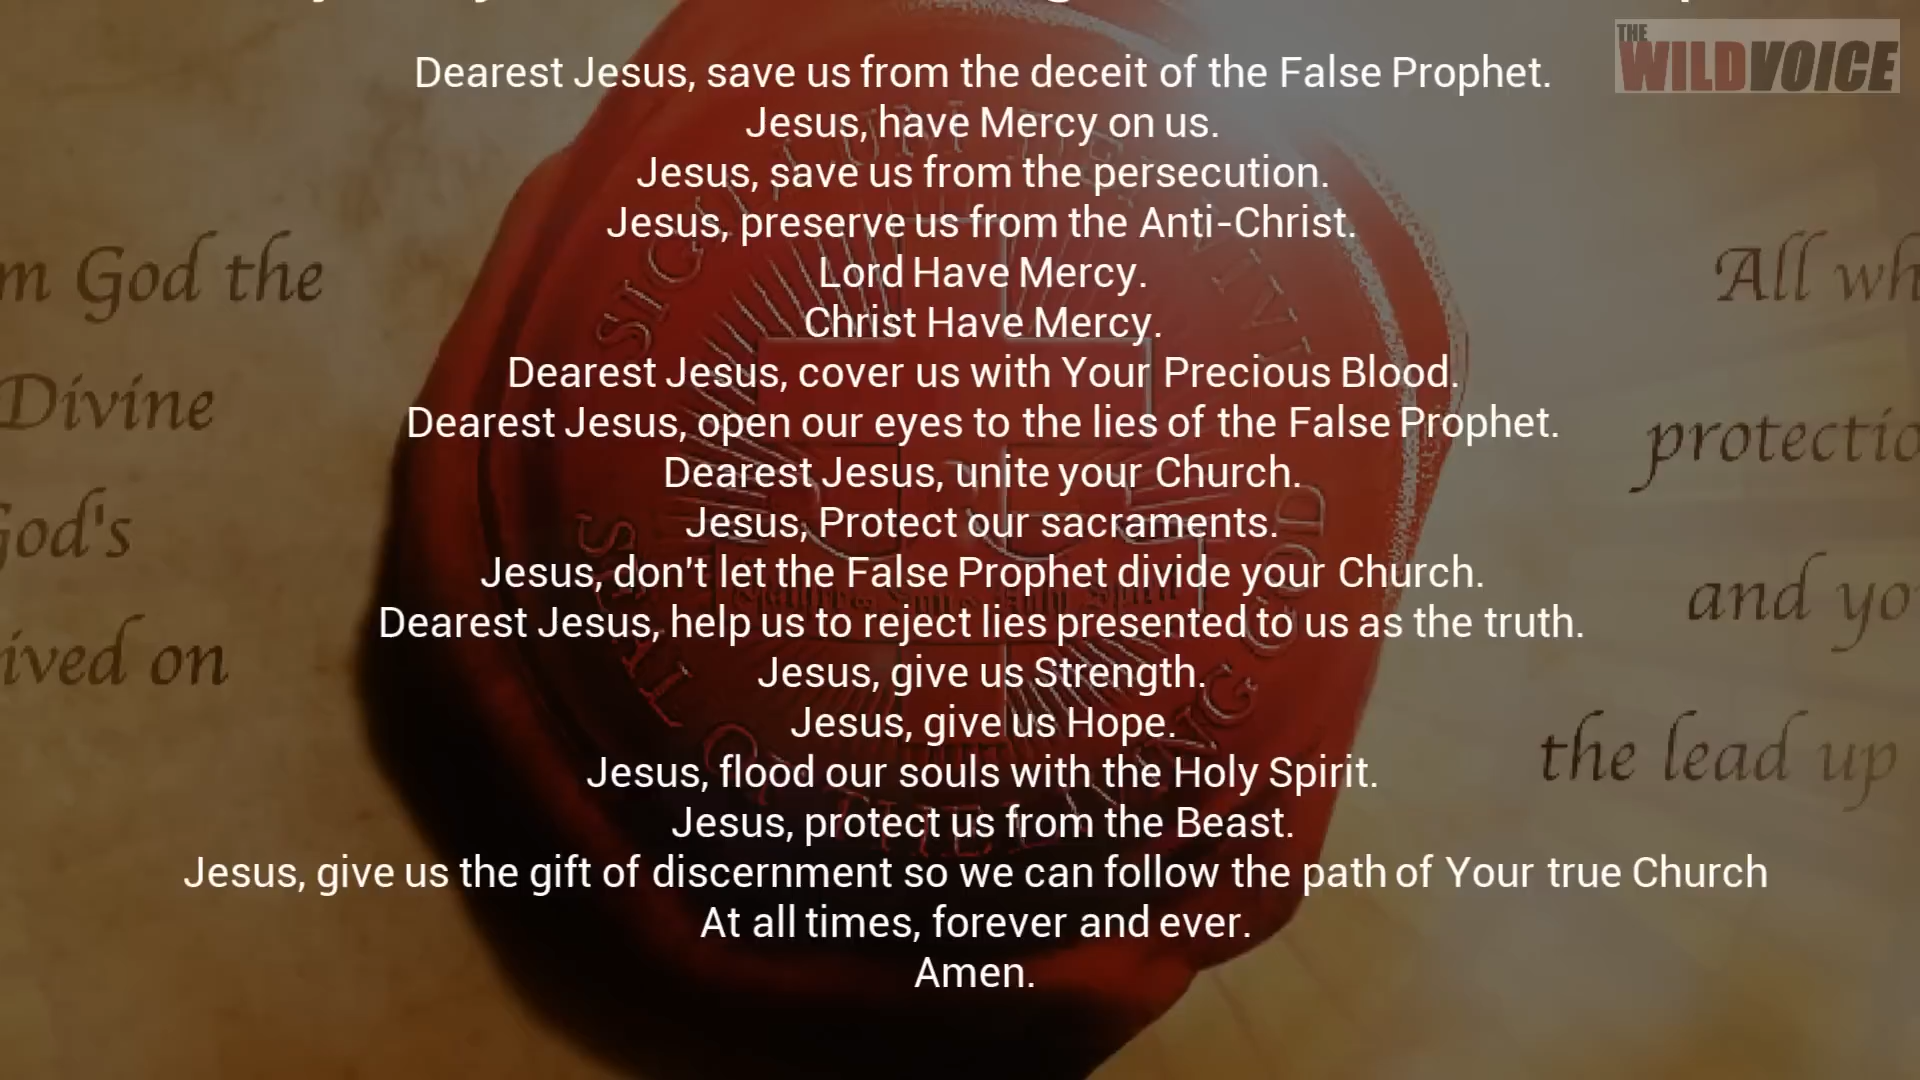 THE
WILDVOICE
Dearest Jesus, save us from the deceit of the False Prophet.
Jesus, have Mercy on us.
Jesus, save us from the persecution.
Jesus, preserve us from the Anti-Christ.
Lord Have Mercy.
Christ Have Mercy.
Dearest Jesus, cover us with Your Precious Blood.
Dearest Jesus, open our eyes to the lies of the False Prophet.
Dearest Jesus, unite your Church.
Jesus, Protect our sacraments.
Jesus, don't let the False Prophet divide your Church.
Dearest Jesus, help us to reject lies presented to us as the truth.
Jesus, give us Strength.
Jesus, give us Hope.
Jesus, flood our souls with the Holy Spirit.
Jesus, protect us from the Beast.
Jesus, give us the gift of discernment so we can follow the path of Your true Church
At all times, forever and ever.
Amen.
God the
Divine
God's
on
All
and
the lead up
SEAL OF THE LIVING GOD